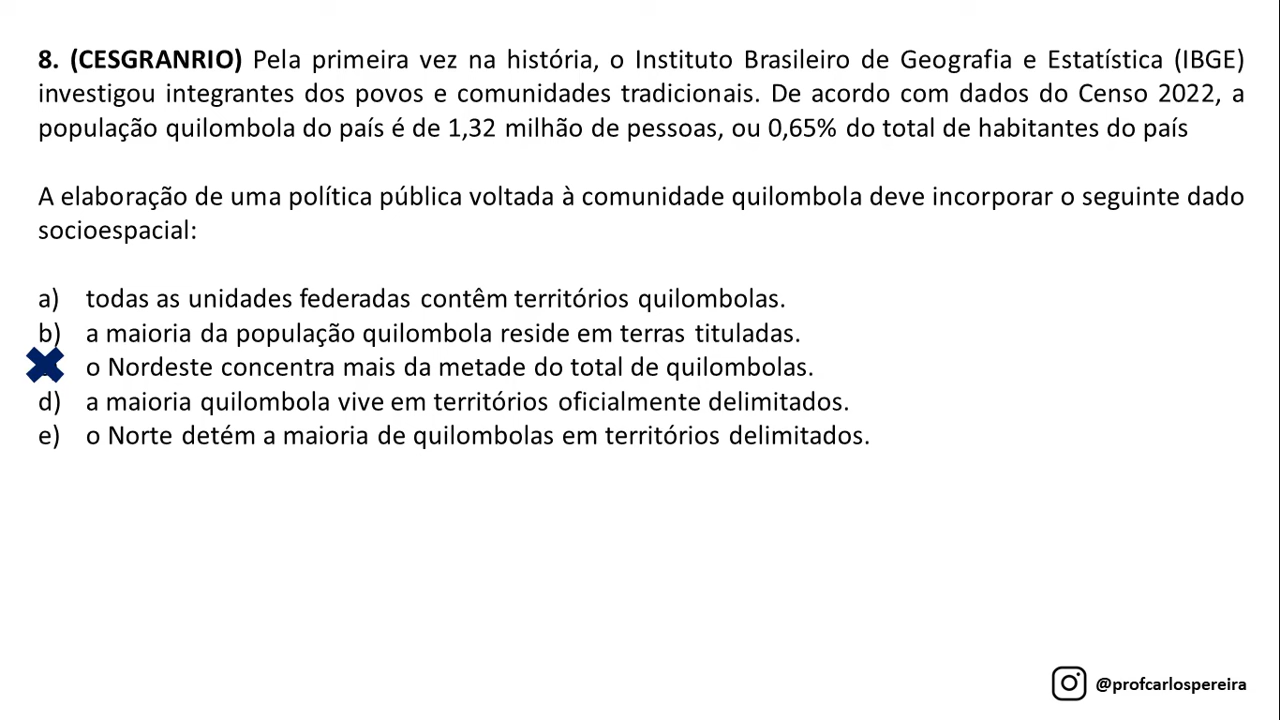 8. (CESGRANRIO) Pela primeira vez na história, o Instituto Brasileiro de Geografia e Estatística (IBGE)
investigou integrantes dos povos e comunidades tradicionais. De acordo com dados do Censo 2022, a
população quilombola do país é de 1,32 milhão de pessoas, ou 0,65% do total de habitantes do país
A elaboração de uma política pública voltada à comunidade quilombola deve incorporar o seguinte dado
socioespacial:
a) todas as unidades federadas contêm territórios quilombolas.
b) a maioria da população quilombola reside em terras tituladas.
o Nordeste concentra mais da metade do total de quilombolas.
d) a maioria quilombola vive em territórios oficialmente delimitados.
e) o Norte detém a maioria de quilombolas em territórios delimitados.
@profcarlospereira